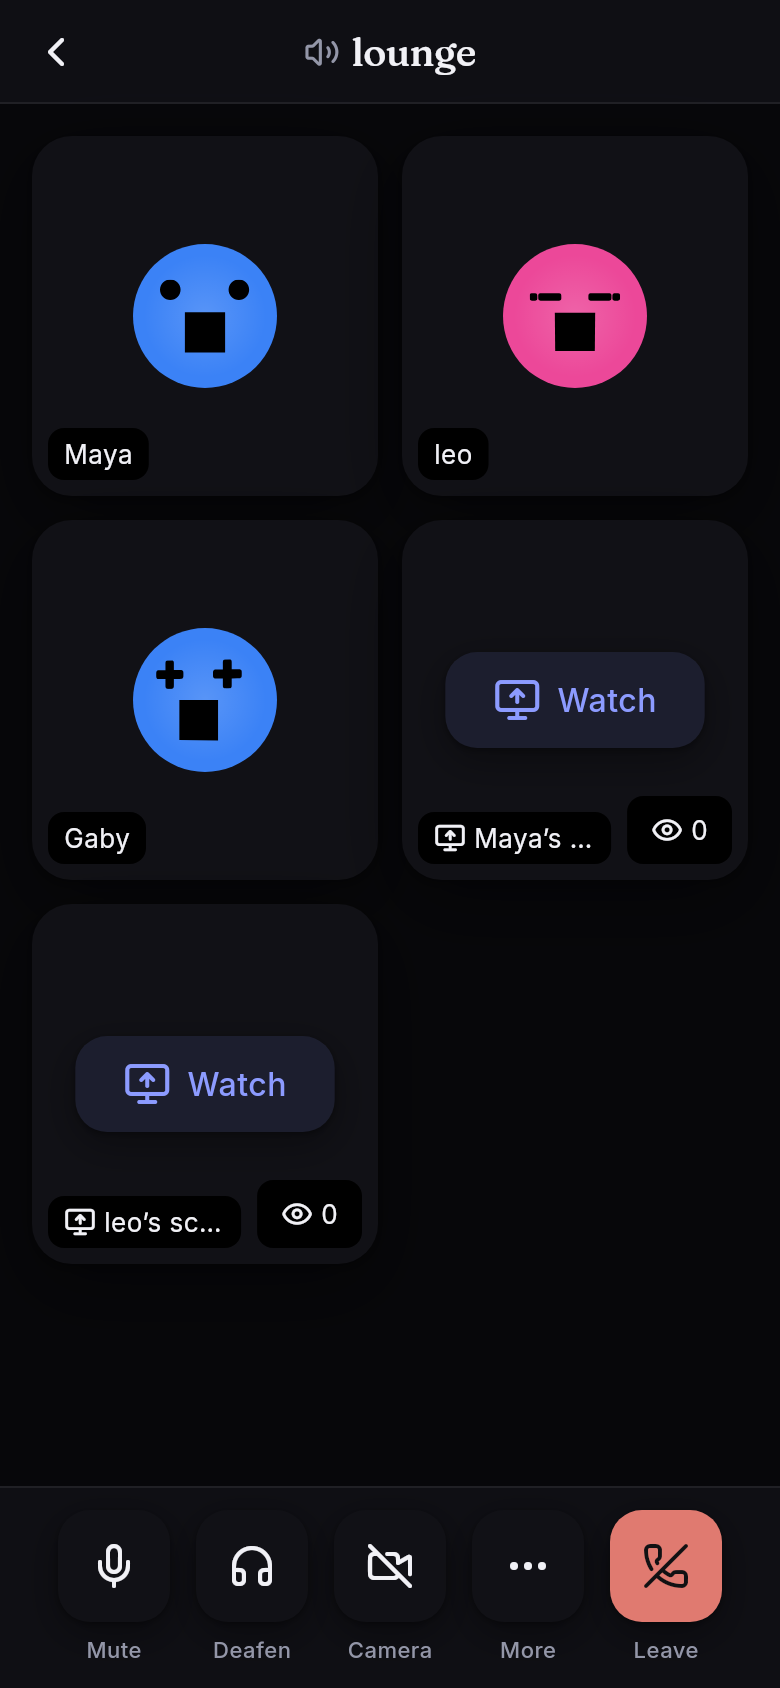 lounge
Maya
leo
Gaby
Watch
Maya’s ...
0
Watch
leo’s sc...
0
Mute
Deafen
Camera
More
Leave